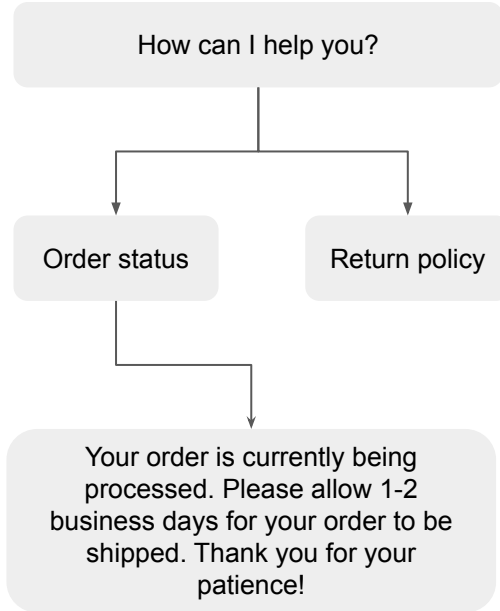 How can I help you?
Order status
Return policy
Your order is currently being
processed. Please allow 1-2
business days for your order to be
shipped. Thank you for your
patience!